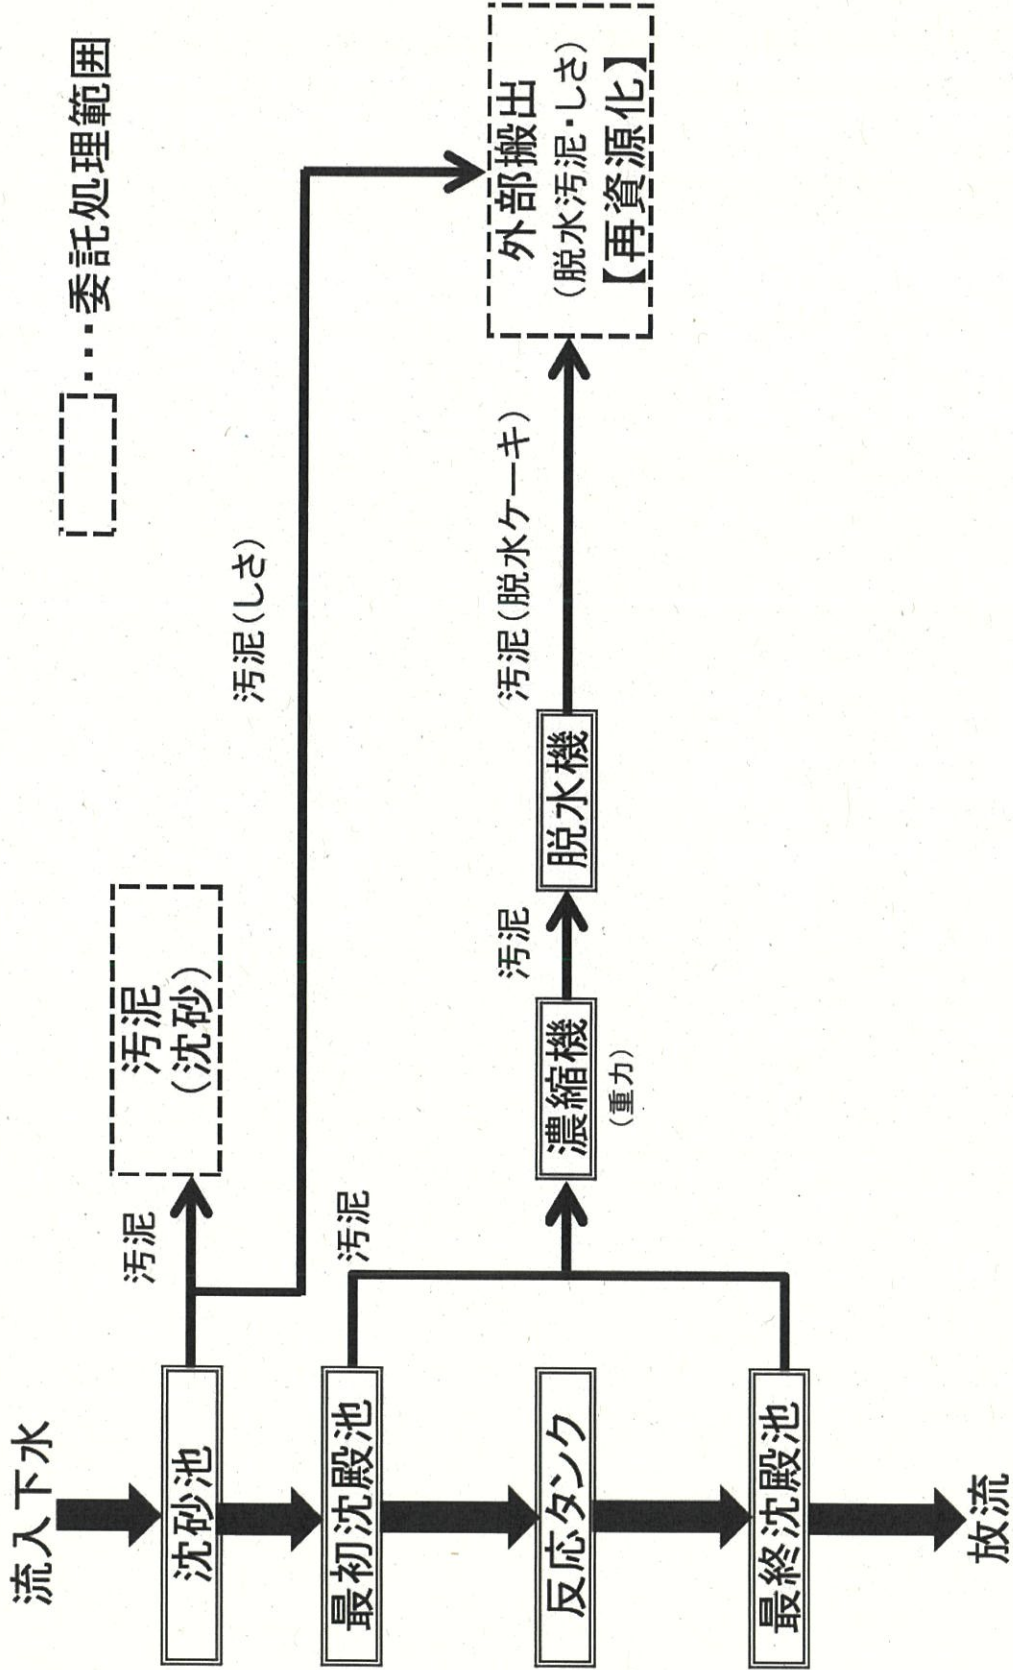 ･･･委託処理範囲
流入下水
沈砂池
汚泥
汚泥
（沈砂）
汚泥(しさ)
最初沈殿池
汚泥
反応タンク
濃縮機
（重力）
汚泥
脱水機
汚泥(脱水ケーキ)
外部搬出
（脱水汚泥・しさ）
【再資源化】
最終沈殿池
放流